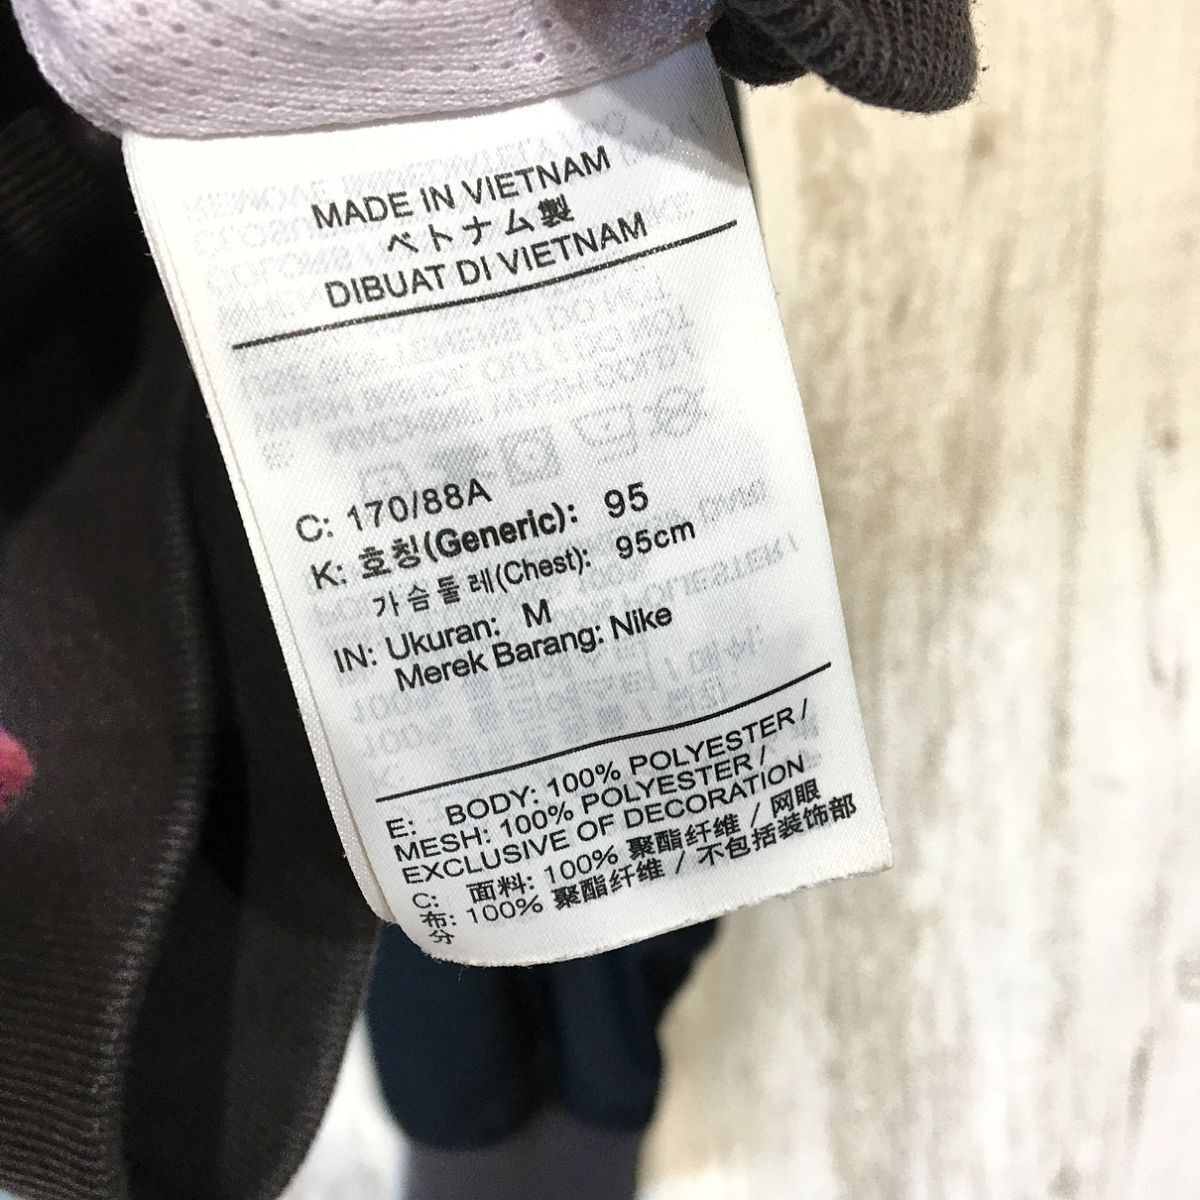 MADE IN VIETNAM
ベトナム製
DIBUAT DI VIETNAM
C: 170/88A
K: 호칭(Generic): 95
가슴둘레(Chest): 95cm
IN: Ukuran: M
Merek Barang: Nike
E: BODY: 100% POLYESTER /
MESH: 100% POLYESTER /
EXCLUSIVE OF DECORATION
C: 面料: 100% 聚酯纤维 / 网眼
布: 100% 聚酯纤维 / 不包括装饰部
分